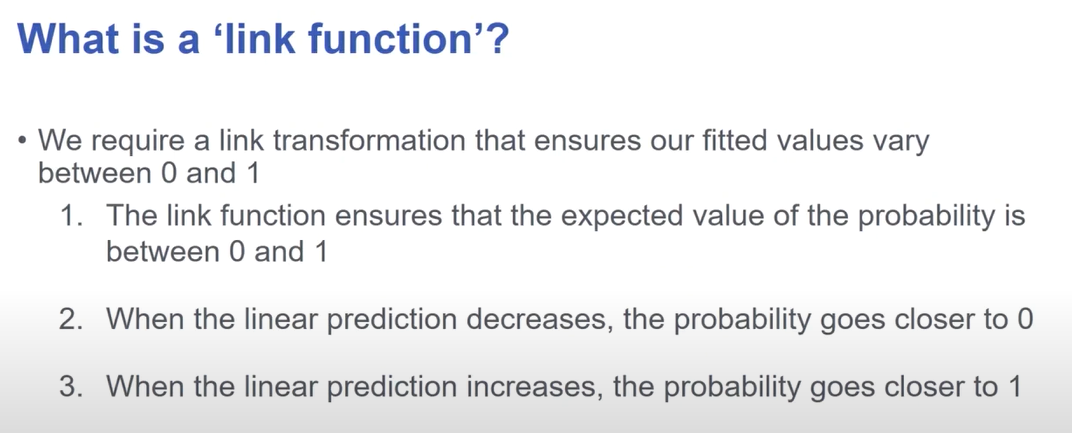 What is a ‘link function’?
• We require a link transformation that ensures our fitted values vary
between 0 and 1
1. The link function ensures that the expected value of the probability is
between 0 and 1
2. When the linear prediction decreases, the probability goes closer to 0
3. When the linear prediction increases, the probability goes closer to 1